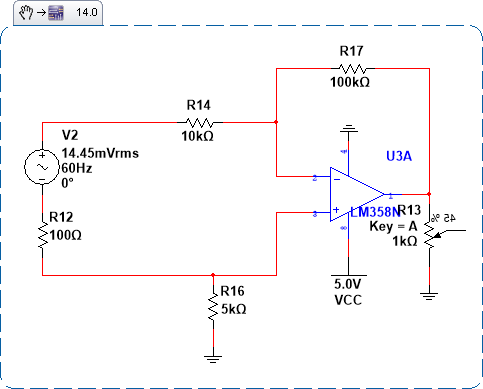 14.0
R17
100kΩ
R14
10kΩ
V2
14.45mVrms
60Hz
0°
4
U3A
2
1
3
LM358N
8
R12
100Ω
R13
Key = A
1kΩ
45 %
R16
5kΩ
5.0V
VCC